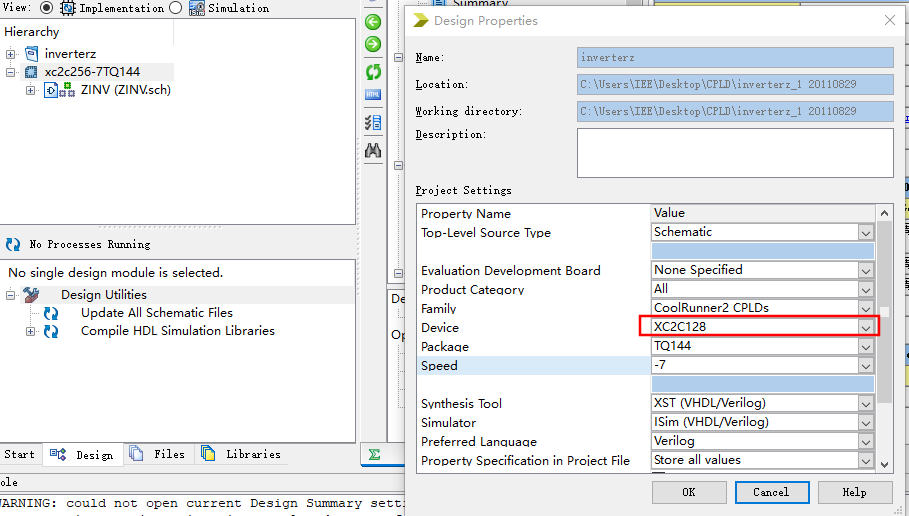 View:
Implementation
Simulation
Hierarchy
inverterz
xc2c256-7TQ144
ZINV (ZINV.sch)
No Processes Running
No single design module is selected.
Design Utilities
Update All Schematic Files
Compile HDL Simulation Libraries
Start
Design
Files
Libraries
ole
WARNING: could not open current Design Summary sett
Summary
De
Op
Design Properties
Name:
inverterz
Location:
C:\Users\IEE\Desktop\CPLD\inverterz_1 20110829
Working directory:
C:\Users\IEE\Desktop\CPLD\inverterz_1 20110829
Description:
Project Settings
Property Name Value
Top-Level Source Type Schematic
Evaluation Development Board None Specified
Product Category All
Family CoolRunner2 CPLDs
Device XC2C128
Package TQ144
Speed -7
Synthesis Tool XST (VHDL/Verilog)
Simulator ISim (VHDL/Verilog)
Preferred Language Verilog
Property Specification in Project File Store all values
OK
Cancel
Help